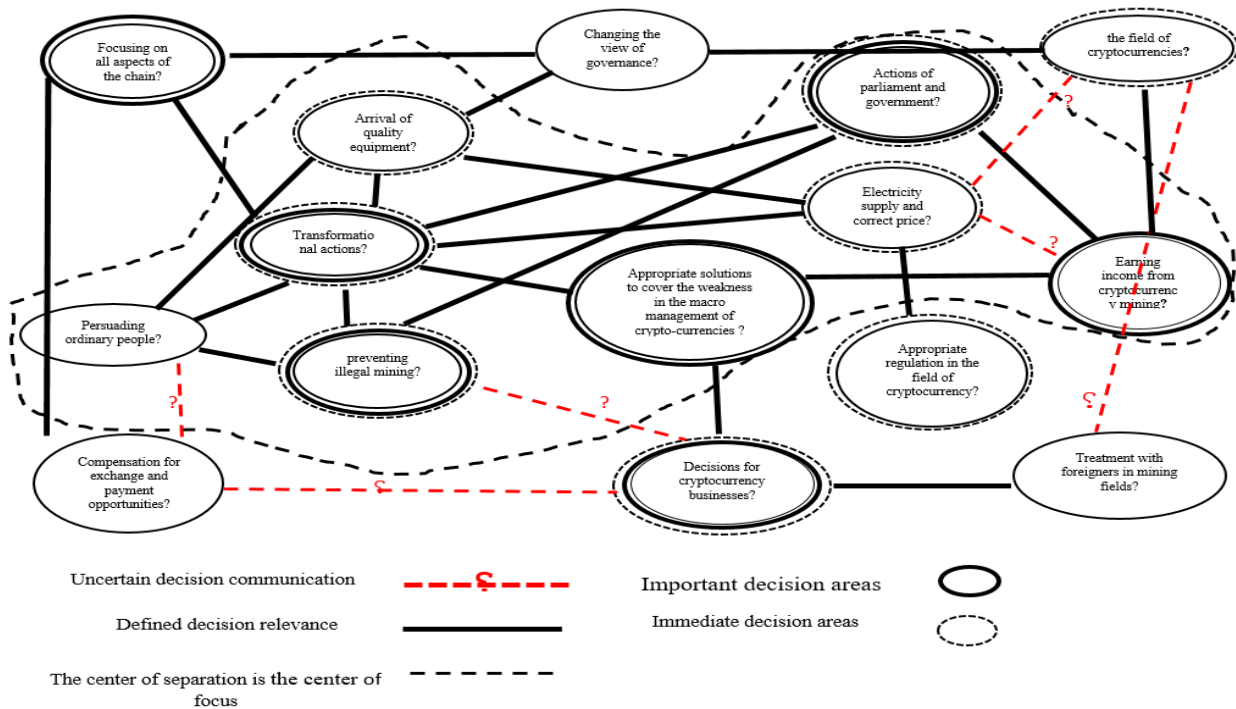 Focusing on
all aspects of
the chain?
Changing the
view of
governance?
the field of
cryptocurrencies?
Actions of
parliament and
government?
Arrival of
quality
equipment?
?
Electricity
supply and
correct price?
Transformatio
nal actions?
?
Appropriate solutions
to cover the weakness
in the macro
management of
crypto-currencies ?
Earning
income from
cryptocurrenc
y mining?
Persuading
ordinary people?
preventing
illegal mining?
Appropriate
regulation in the
field of
cryptocurrency?
?
?
؟
Compensation for
exchange and
payment
opportunities?
؟
Decisions for
cryptocurrency
businesses?
Treatment with
foreigners in mining
fields?
Uncertain decision communication
؟
Important decision areas
Defined decision relevance
Immediate decision areas
The center of separation is the center of
focus